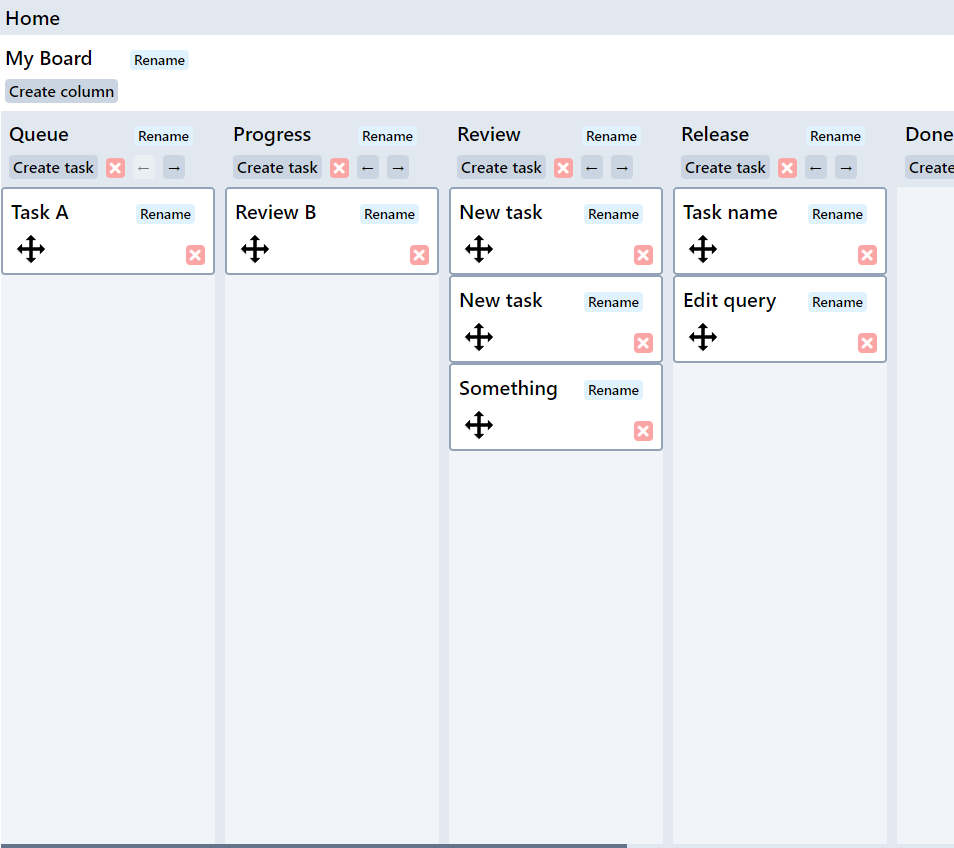 Home
My Board Rename
Create column
Queue Rename
Create task ← →
Progress Rename
Create task ← →
Review Rename
Create task ← →
Release Rename
Create task ← →
Done
Create
Task A Rename
Review B Rename
New task Rename
New task Rename
Something Rename
Task name Rename
Edit query Rename